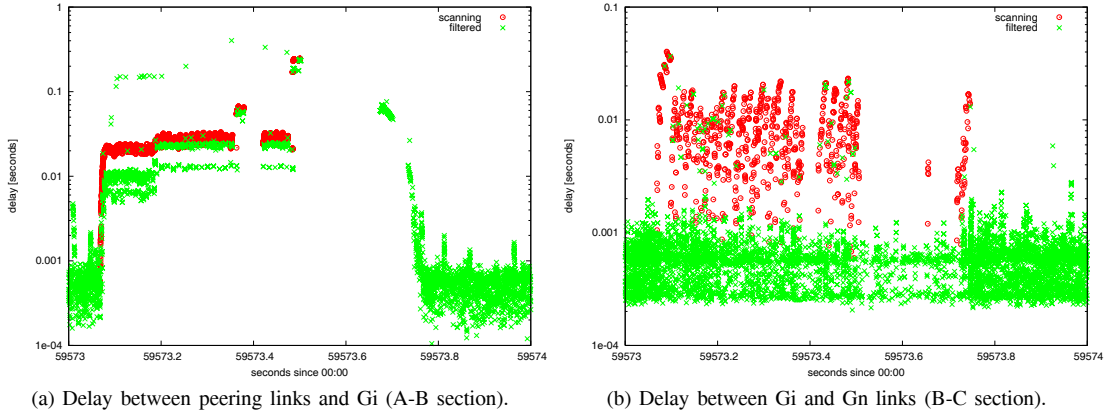 1
0.1
0.01
0.001
1e-04
59573
59573.2
59573.4
59573.6
59573.8
59574
delay [seconds]
seconds since 00:00
scanning
filtered
(a) Delay between peering links and Gi (A-B section).
0.1
0.01
0.001
1e-04
59573
59573.2
59573.4
59573.6
59573.8
59574
delay [seconds]
seconds since 00:00
scanning
filtered
(b) Delay between Gi and Gn links (B-C section).